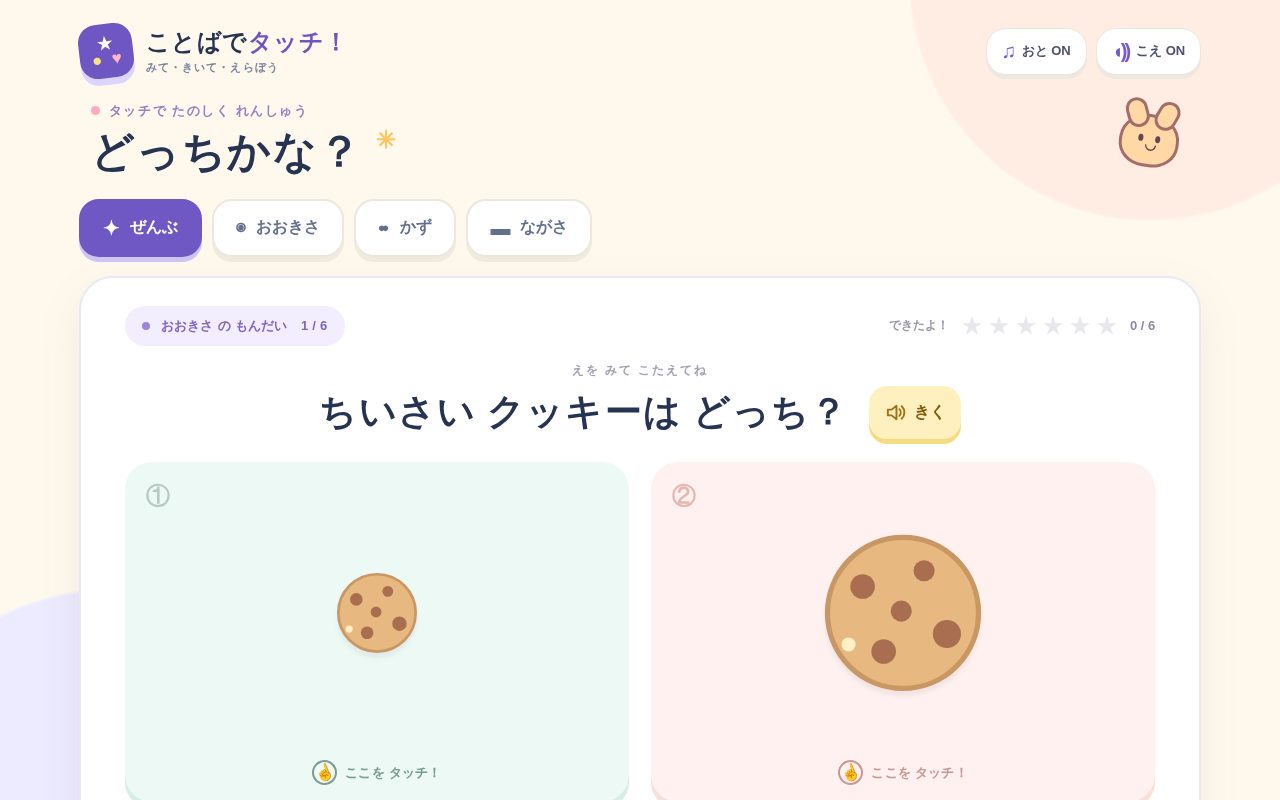 ことばでタッチ！
みて・きいて・えらぼう
おと ON
こえ ON
タッチで たのしく れんしゅう
どっちかな？
ぜんぶ
おおきさ
かず
ながさ
おおきさ の もんだい 1 / 6
できたよ！ 0 / 6
えを みて こたえてね
ちいさい クッキーは どっち？
きく
①
②
ここを タッチ！
ここを タッチ！